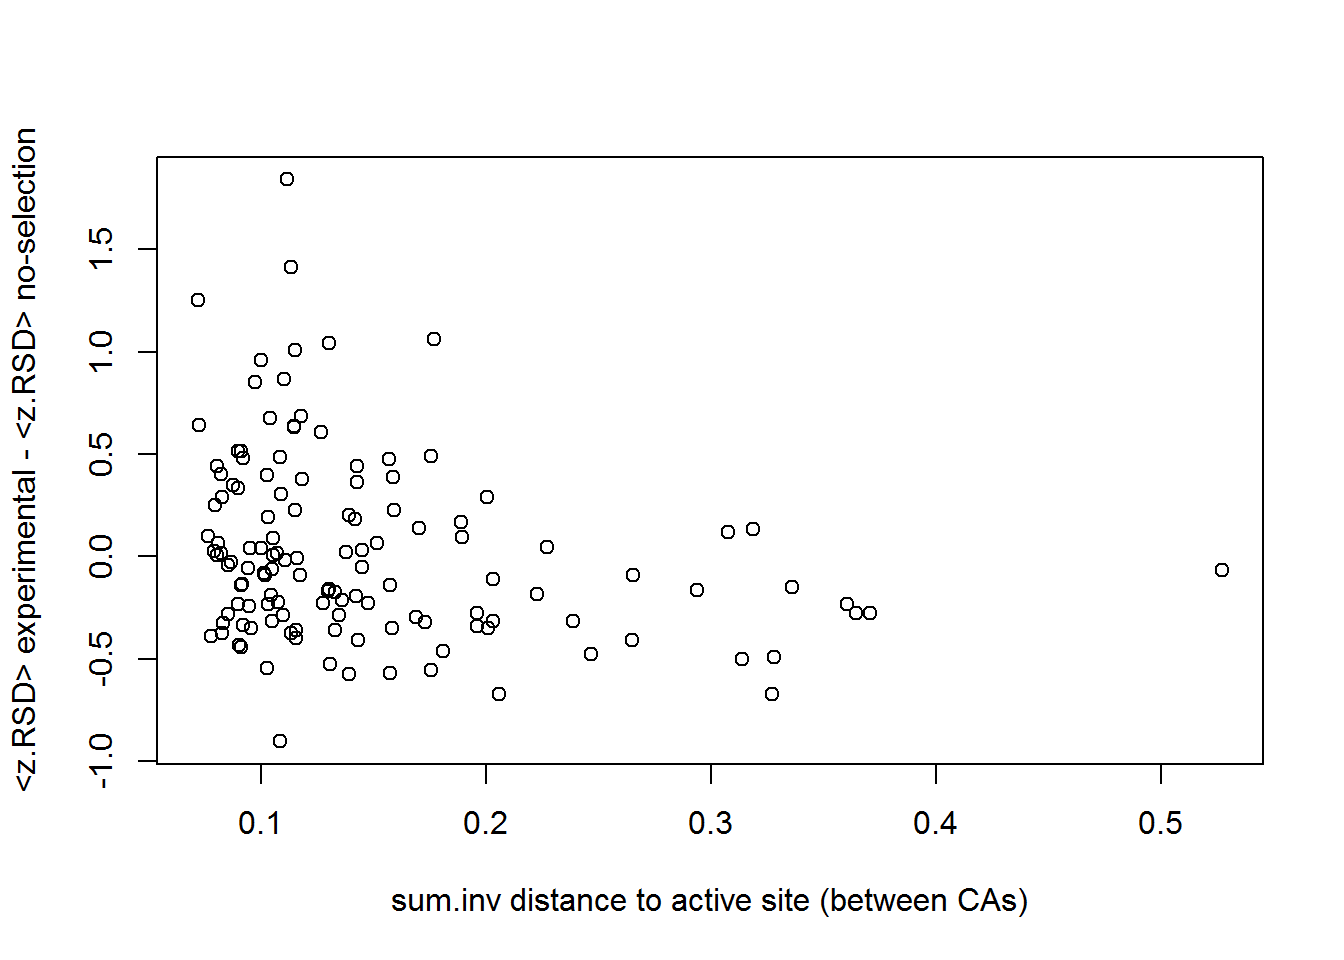 <z.RSD> experimental - <z.RSD> no-selection
1.5
1.0
0.5
0.0
-0.5
-1.0
0.1 0.2 0.3 0.4 0.5
sum.inv distance to active site (between CAs)